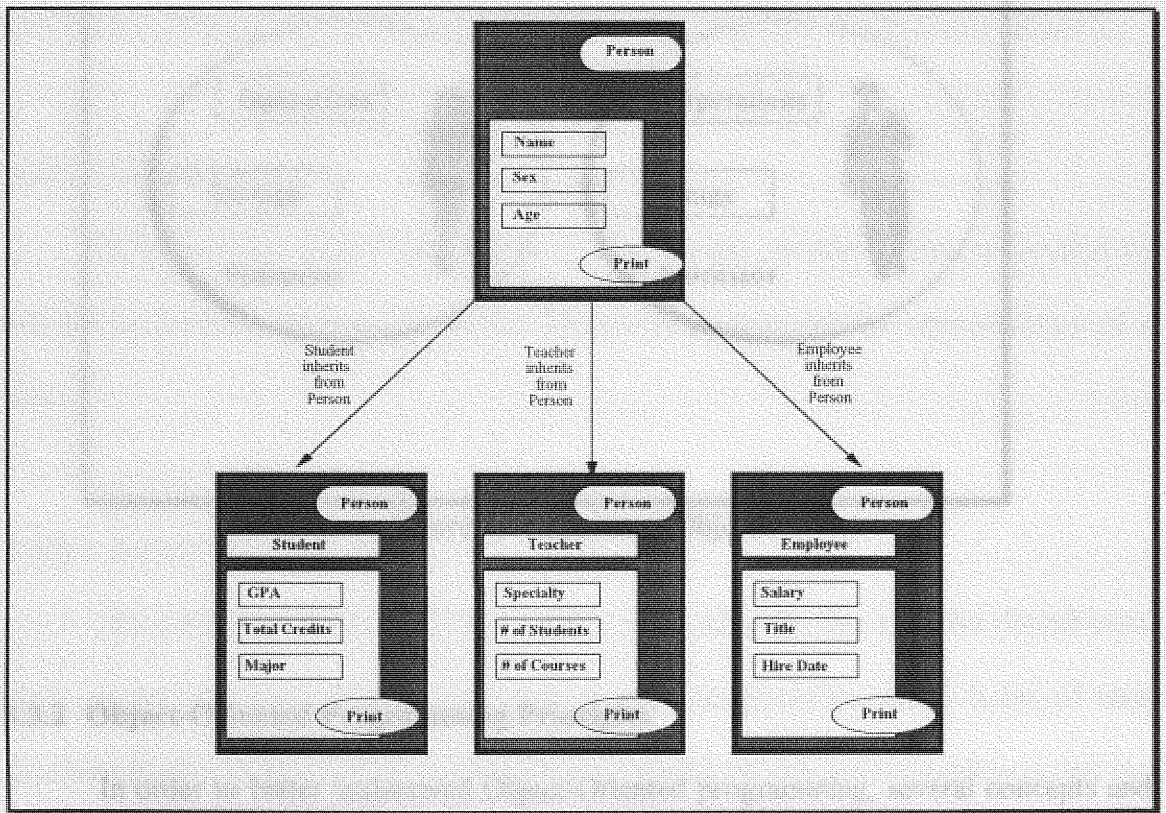 Person
Name
Sex
Age
Print
Student
inherits
from
Person
Teacher
inherits
from
Person
Employee
inherits
from
Person
Person
Student
GPA
Total Credits
Major
Print
Person
Teacher
Specialty
# of Students
# of Courses
Print
Person
Employee
Salary
Title
Hire Date
Print